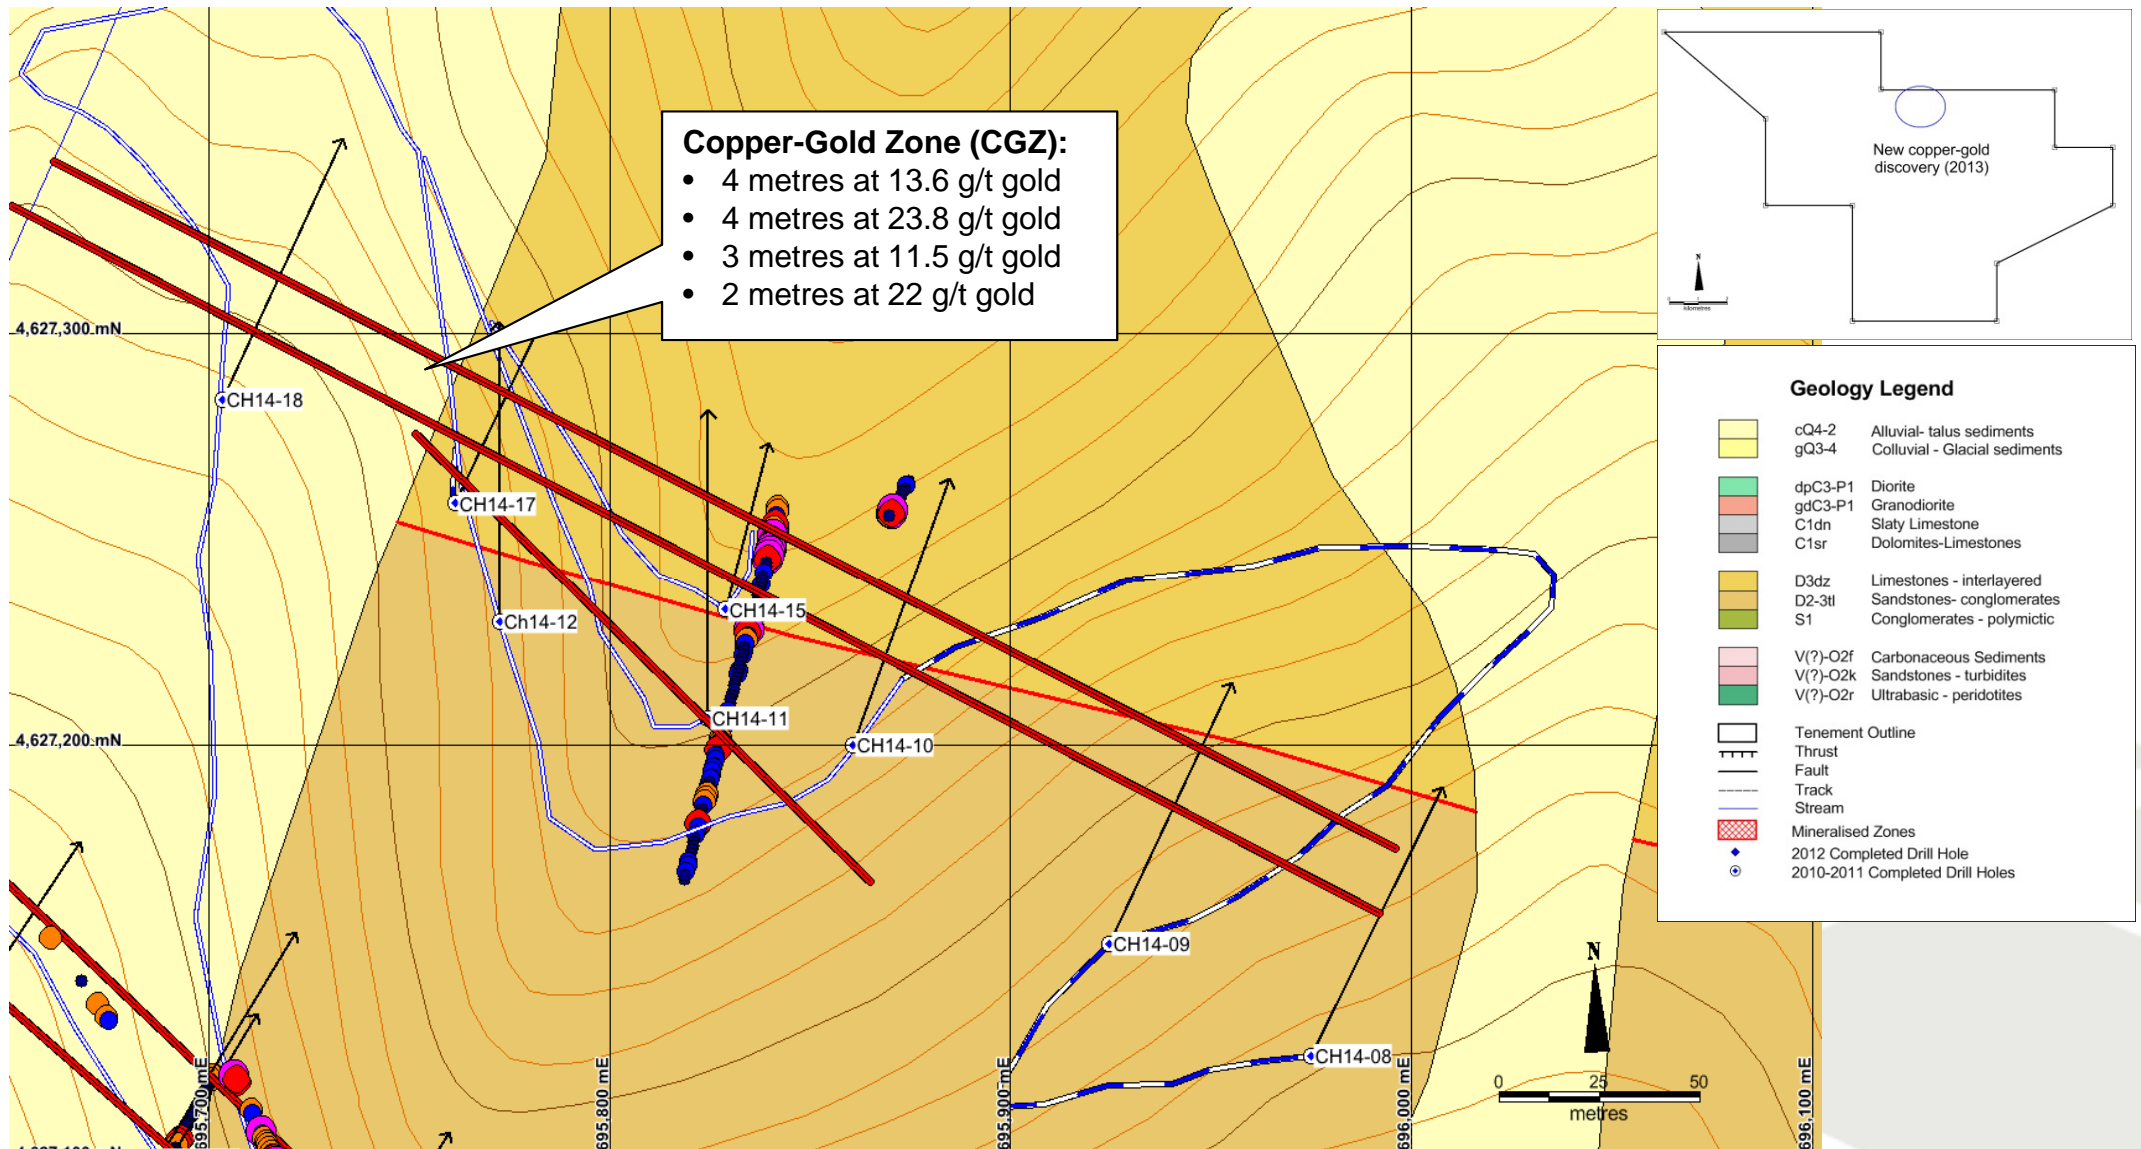 Copper-Gold Zone (CGZ):
• 4 metres at 13.6 g/t gold
• 4 metres at 23.8 g/t gold
• 3 metres at 11.5 g/t gold
• 2 metres at 22 g/t gold
New copper-gold
discovery (2013)
N
kilometres
4,627,300 mN
CH14-18
CH14-17
Ch14-12
CH14-15
CH14-11
CH14-10
4,627,200 mN
CH14-09
CH14-08
695,700 mE
695,800 mE
695,900 mE
696,000 mE
696,100 mE
N
0 25 50
metres
Geology Legend
cQ4-2 Alluvial- talus sediments
gQ3-4 Colluvial - Glacial sediments
dpC3-P1 Diorite
gdC3-P1 Granodiorite
C1dn Slaty Limestone
C1sr Dolomites-Limestones
D3dz Limestones - interlayered
D2-3tl Sandstones- conglomerates
S1 Conglomerates - polymictic
V(?)-O2f Carbonaceous Sediments
V(?)-O2k Sandstones - turbidites
V(?)-O2r Ultrabasic - peridotites
Tenement Outline
Thrust
Fault
Track
Stream
Mineralised Zones
2012 Completed Drill Hole
2010-2011 Completed Drill Holes